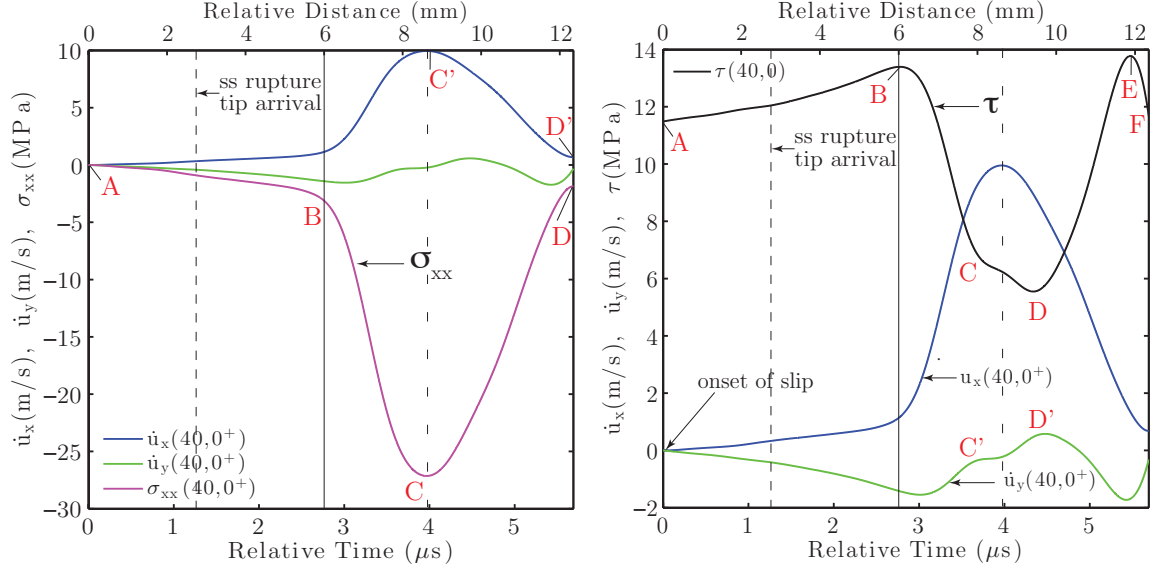 Relative Distance (mm)
0 2 4 6 8 10 12
10
5
0
−5
−10
−15
−20
−25
−30
u̇x(m/s), u̇y(m/s), σxx(MPa)
ss rupture
tip arrival
C'
D'
A
B
D
σxx
C
u̇x(40,0⁺)
u̇y(40,0⁺)
σxx(40,0⁺)
0 1 2 3 4 5
Relative Time (μs)
Relative Distance (mm)
0 2 4 6 8 10 12
14
12
10
8
6
4
2
0
−2
u̇x(m/s), u̇y(m/s), τ(MPa)
τ(40,0)
B
E
τ
F
A
ss rupture
tip arrival
C
D
onset of slip
ux(40,0⁺)
D'
C'
u̇y(40,0⁺)
0 1 2 3 4 5
Relative Time (μs)